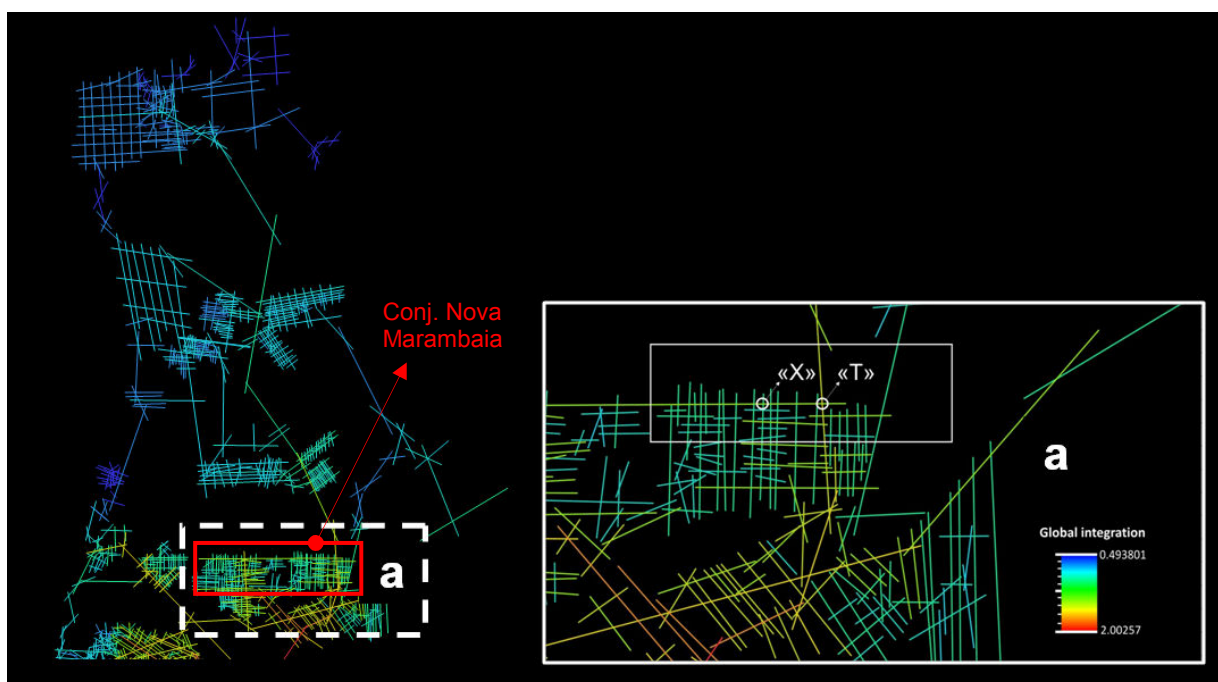 Conj. Nova
Marambaia
a
«X»
«T»
a
Global integration
0.493801
2.00257